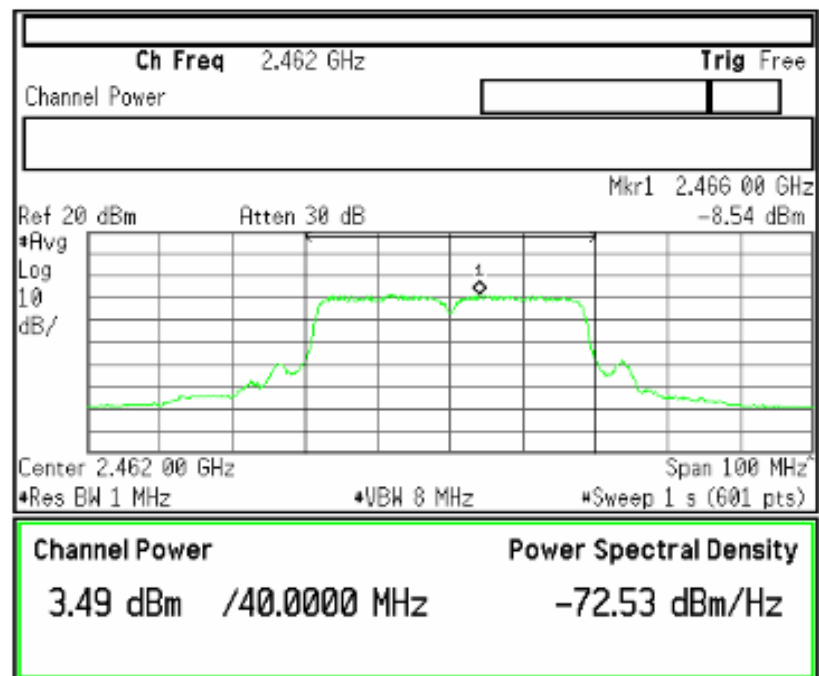 Ch Freq 2.462 GHz Trig Free
Channel Power
Mkr1 2.466 00 GHz
Ref 20 dBm Atten 30 dB -8.54 dBm
#Avg
Log
1
10
dB/
Center 2.462 00 GHz Span 100 MHz^
#Res BW 1 MHz #VBW 8 MHz #Sweep 1 s (601 pts)
Channel Power Power Spectral Density
3.49 dBm /40.0000 MHz -72.53 dBm/Hz